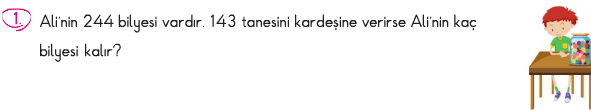 1. Ali'nin 244 bilyesi vardır. 143 tanesini kardeşine verirse Ali'nin kaç
bilyesi kalır?